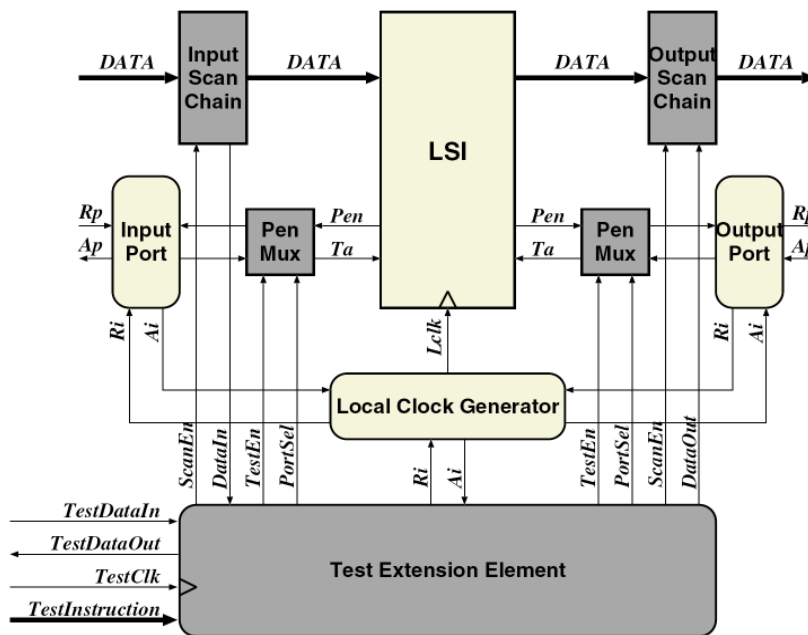 DATA
Input
Scan
Chain
DATA
LSI
DATA
Output
Scan
Chain
DATA
Rp
Ap
Input
Port
Pen
Mux
Pen
Ta
Pen
Ta
Pen
Mux
Output
Port
Rp
Ap
Ri
Ai
Lclk
Ri
Ai
Local Clock Generator
ScanEn
DataIn
TestEn
PortSel
Ri
Ai
TestEn
PortSel
ScanEn
DataOut
TestDataIn
TestDataOut
TestClk
TestInstruction
Test Extension Element